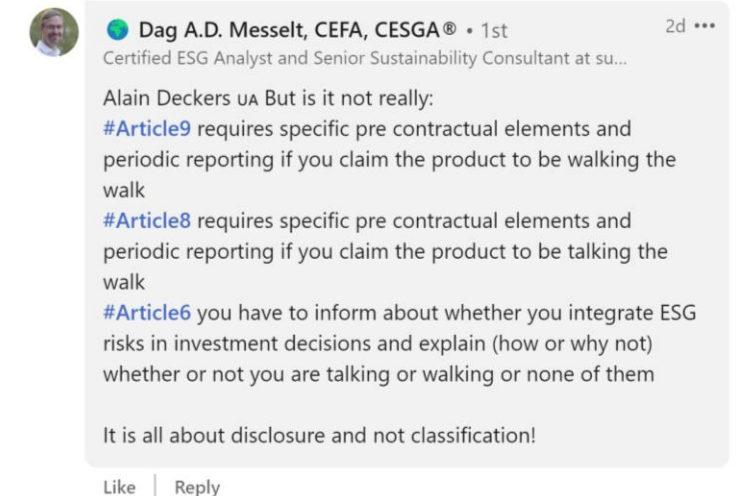 Dag A.D. Messelt, CEFA, CESGA® • 1st
2d •••
Certified ESG Analyst and Senior Sustainability Consultant at su...
Alain Deckers ᴜᴀ But is it not really:
#Article9 requires specific pre contractual elements and
periodic reporting if you claim the product to be walking the
walk
#Article8 requires specific pre contractual elements and
periodic reporting if you claim the product to be talking the
walk
#Article6 you have to inform about whether you integrate ESG
risks in investment decisions and explain (how or why not)
whether or not you are talking or walking or none of them
It is all about disclosure and not classification!
Like | Reply